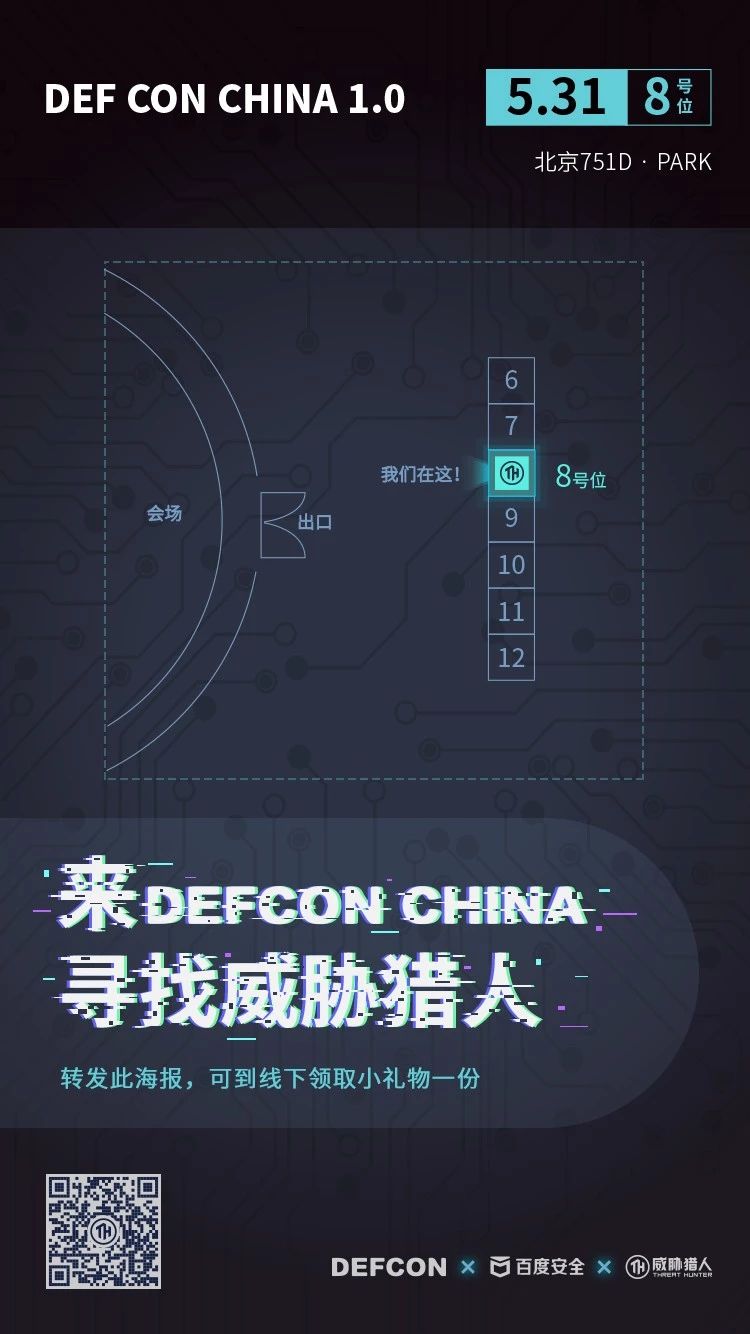 DEF CON CHINA 1.0
5.31 8号位
北京751D · PARK
6
7
我们在这！ TH 8号位
会场
出口
9
10
11
12
来DEFCON CHINA
寻找威胁猎人
转发此海报，可到线下领取小礼物一份
TH
DEFCON × 百度安全 × TH 威胁猎人
THREAT HUNTER